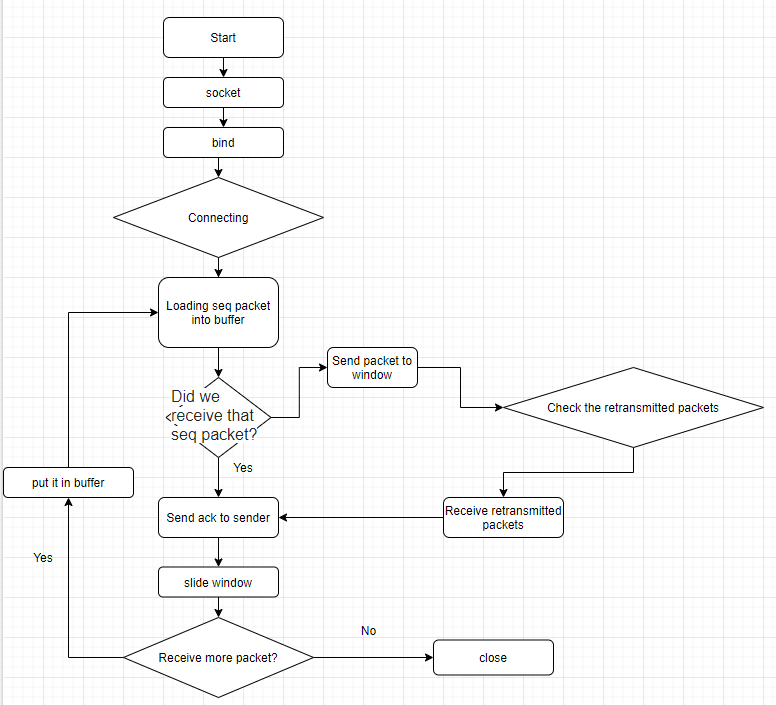 Start
socket
bind
Connecting
Loading seq packet
into buffer
Did we
receive that
seq packet?
Send packet to
window
Check the retransmitted packets
Yes
put it in buffer
Send ack to sender
Receive retransmitted
packets
Yes
slide window
No
Receive more packet?
close